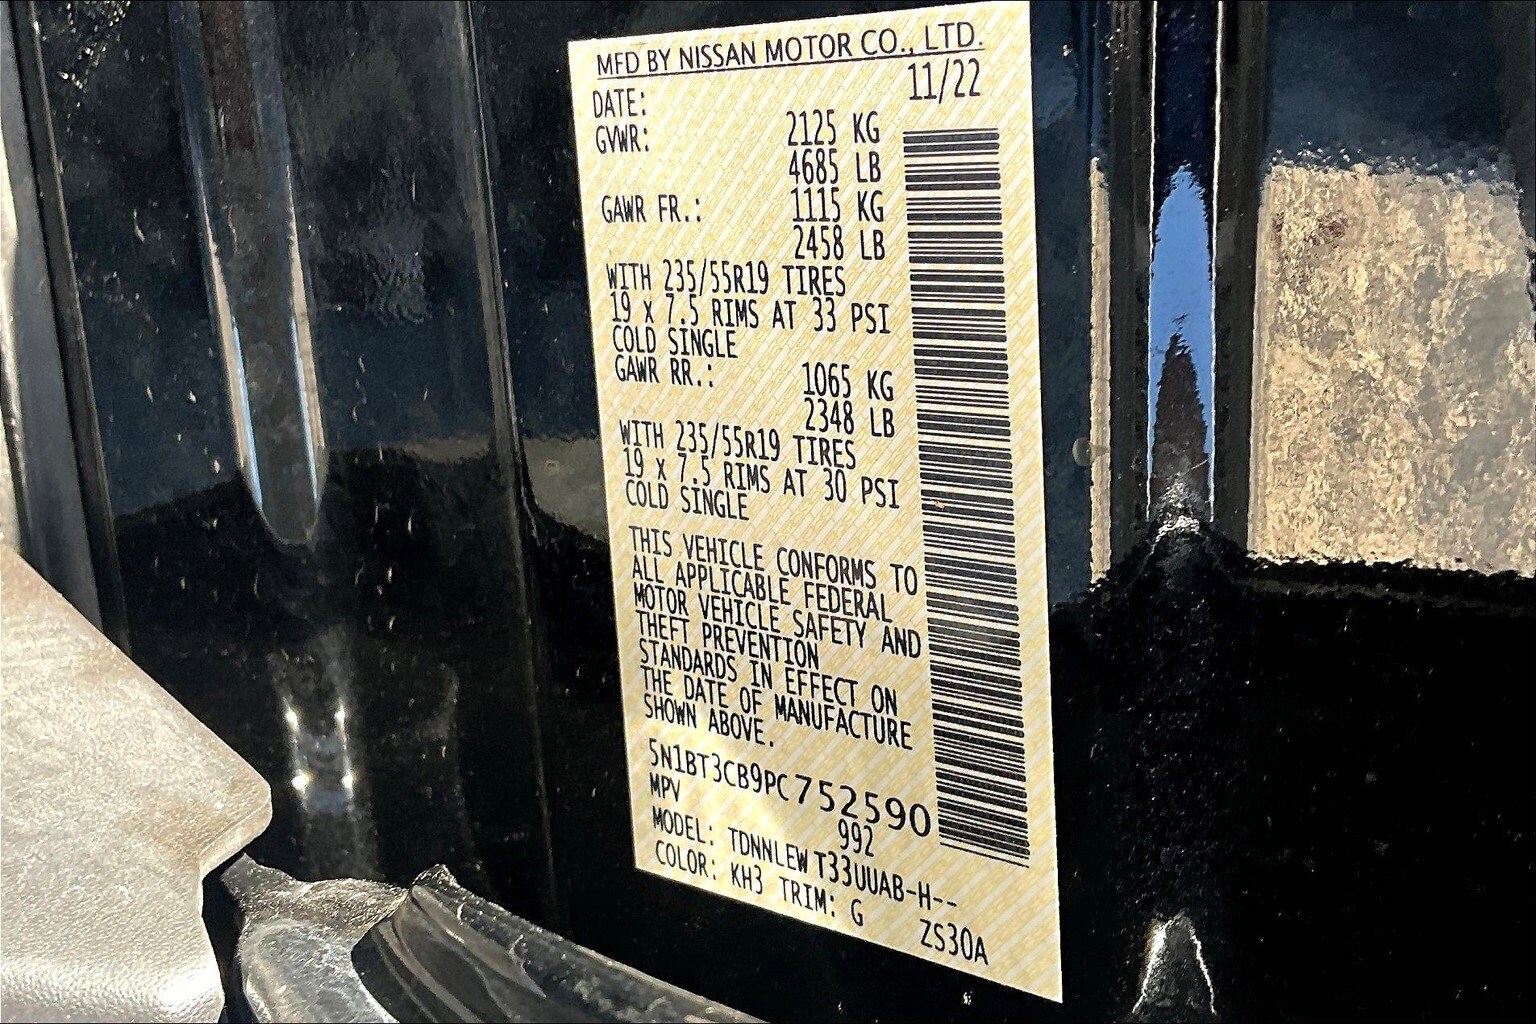 MFD BY NISSAN MOTOR CO., LTD.
DATE: 11/22
GVWR: 2125 KG
4685 LB
GAWR FR.: 1115 KG
2458 LB
WITH 235/55R19 TIRES
19 x 7.5 RIMS AT 33 PSI
COLD SINGLE
GAWR RR.: 1065 KG
2348 LB
WITH 235/55R19 TIRES
19 x 7.5 RIMS AT 30 PSI
COLD SINGLE
THIS VEHICLE CONFORMS TO
ALL APPLICABLE FEDERAL
MOTOR VEHICLE SAFETY AND
THEFT PREVENTION
STANDARDS IN EFFECT ON
THE DATE OF MANUFACTURE
SHOWN ABOVE.
5N1BT3CB9PC752590
MPV 992
MODEL: TDNNLEWT33UUAB-H--
COLOR: KH3 TRIM: G ZS30A